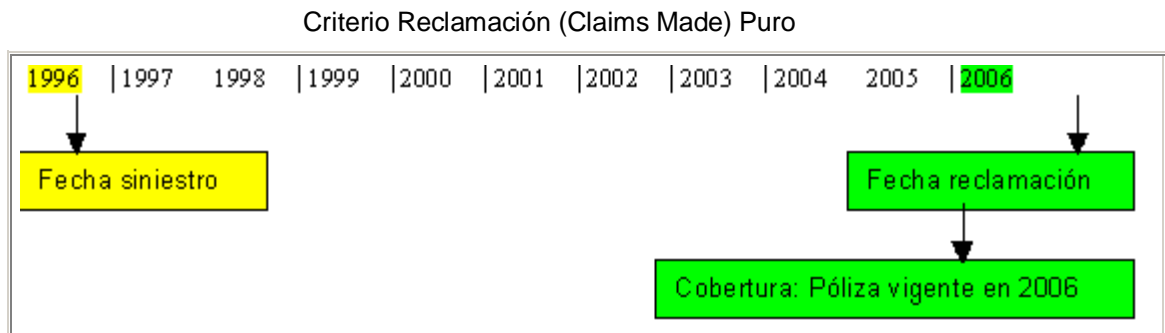 Criterio Reclamación (Claims Made) Puro
1996 |1997 1998 |1999 |2000 |2001 |2002 |2003 |2004 2005 |2006
Fecha siniestro Fecha reclamación
Cobertura: Póliza vigente en 2006